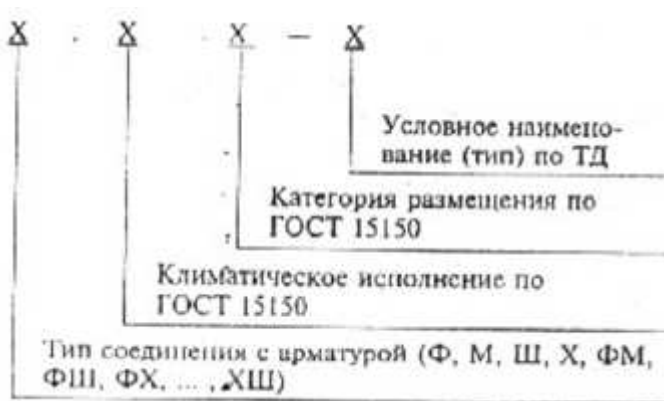 X . X X – X
Условное наимено-
вание (тип) по ТД
Категория размещения по
ГОСТ 15150
Климатическое исполнение по
ГОСТ 15150
Тип соединения с арматурой (Ф, М, Ш, Х, ФМ,
ФШ, ФХ, ... , ХШ)